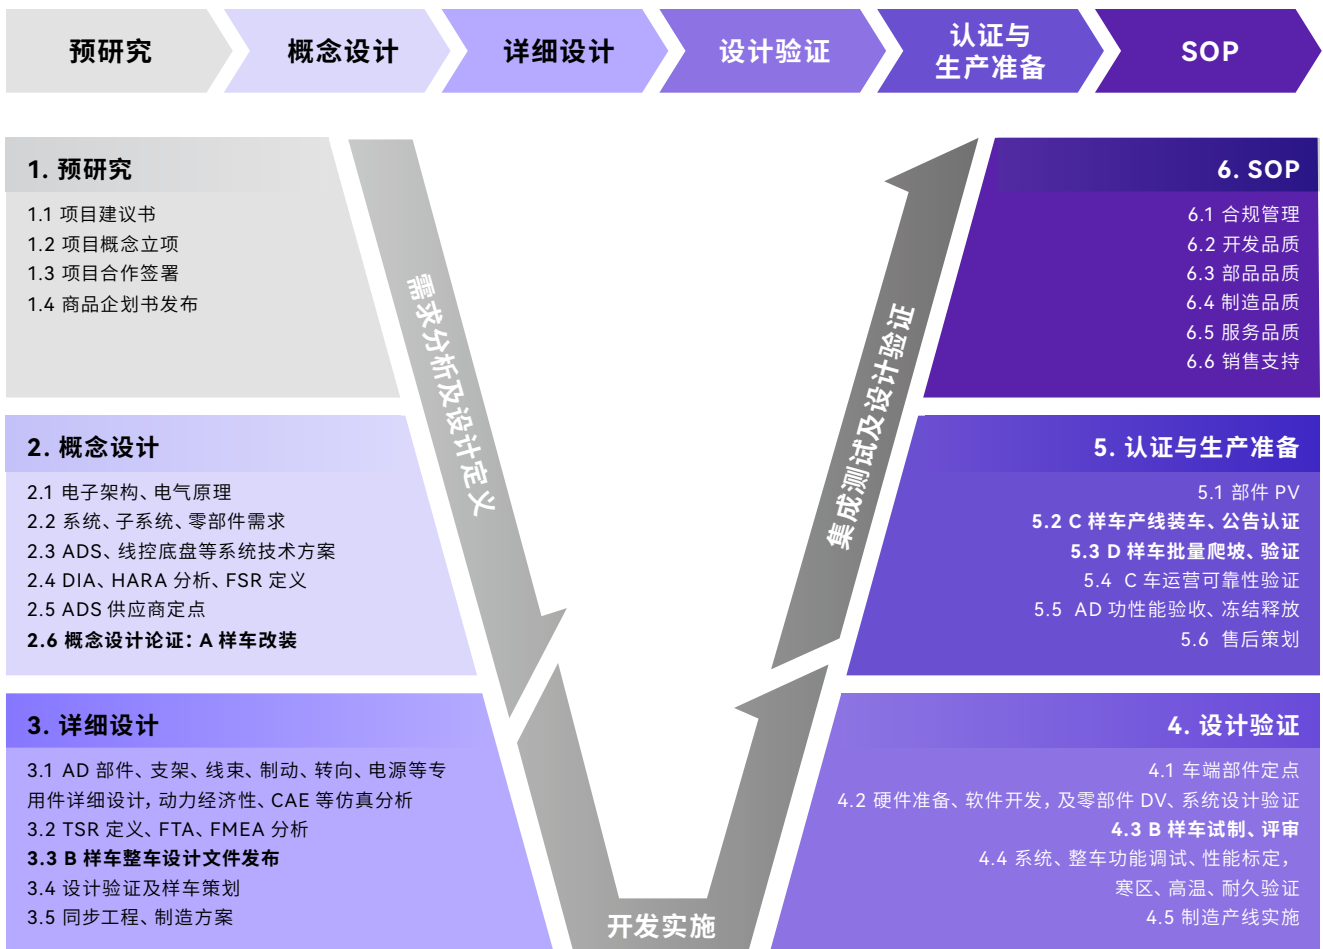 预研究
概念设计
详细设计
设计验证
认证与
生产准备
SOP
1. 预研究
1.1 项目建议书
1.2 项目概念立项
1.3 项目合作签署
1.4 商品企划书发布
2. 概念设计
2.1 电子架构、电气原理
2.2 系统、子系统、零部件需求
2.3 ADS、线控底盘等系统技术方案
2.4 DIA、HARA 分析、FSR 定义
2.5 ADS 供应商定点
2.6 概念设计论证：A 样车改装
3. 详细设计
3.1 AD 部件、支架、线束、制动、转向、电源等专
用件详细设计，动力经济性、CAE 等仿真分析
3.2 TSR 定义、FTA、FMEA 分析
3.3 B 样车整车设计文件发布
3.4 设计验证及样车策划
3.5 同步工程、制造方案
需求分析及设计定义
开发实施
集成测试及设计验证
6. SOP
6.1 合规管理
6.2 开发品质
6.3 部品品质
6.4 制造品质
6.5 服务品质
6.6 销售支持
5. 认证与生产准备
5.1 部件 PV
5.2 C 样车产线装车、公告认证
5.3 D 样车批量爬坡、验证
5.4 C 车运营可靠性验证
5.5 AD 功性能验收、冻结释放
5.6 售后策划
4. 设计验证
4.1 车端部件定点
4.2 硬件准备、软件开发，及零部件 DV、系统设计验证
4.3 B 样车试制、评审
4.4 系统、整车功能调试、性能标定，
寒区、高温、耐久验证
4.5 制造产线实施